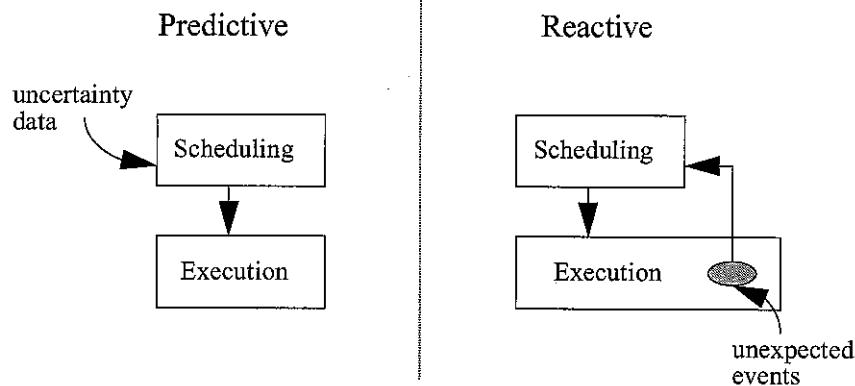 Predictive
uncertainty
data
Scheduling
Execution
Reactive
Scheduling
Execution
unexpected
events